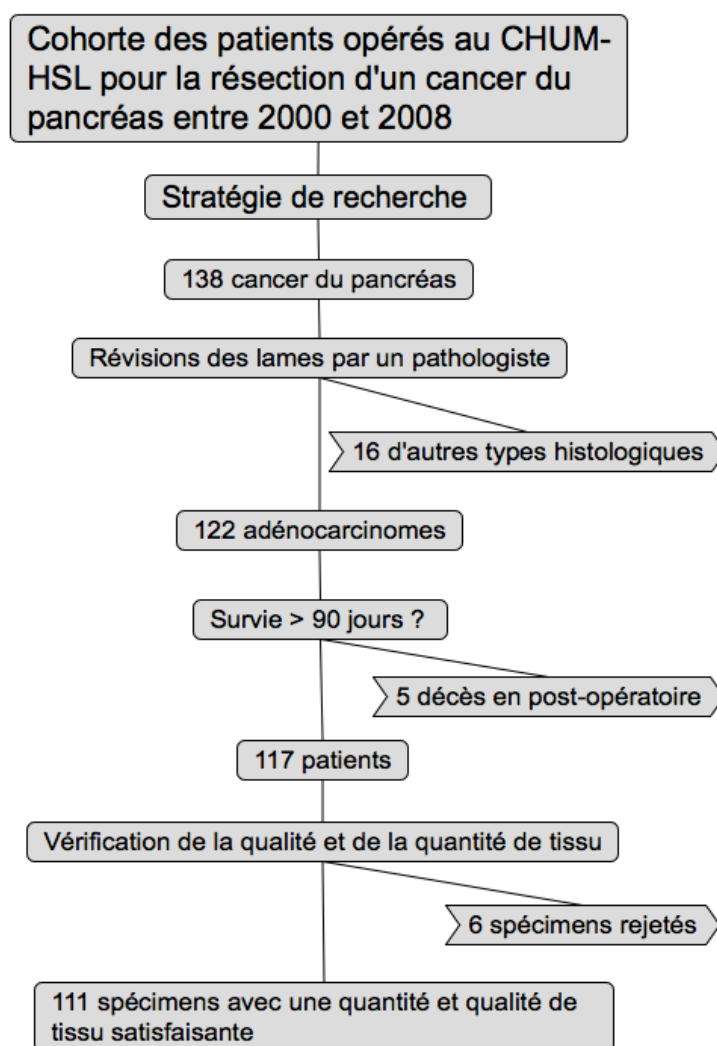 Cohorte des patients opérés au CHUM-
HSL pour la résection d'un cancer du
pancréas entre 2000 et 2008
Stratégie de recherche
138 cancer du pancréas
Révisions des lames par un pathologiste
16 d'autres types histologiques
122 adénocarcinomes
Survie > 90 jours ?
5 décès en post-opératoire
117 patients
Vérification de la qualité et de la quantité de tissu
6 spécimens rejetés
111 spécimens avec une quantité et qualité de
tissu satisfaisante